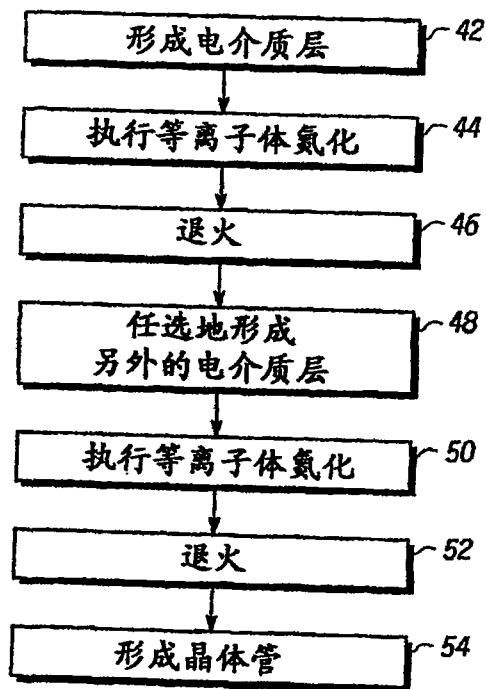 形成电介质层 42
执行等离子体氮化 44
退火 46
任选地形成 48
另外的电介质层
执行等离子体氮化 50
退火 52
形成晶体管 54